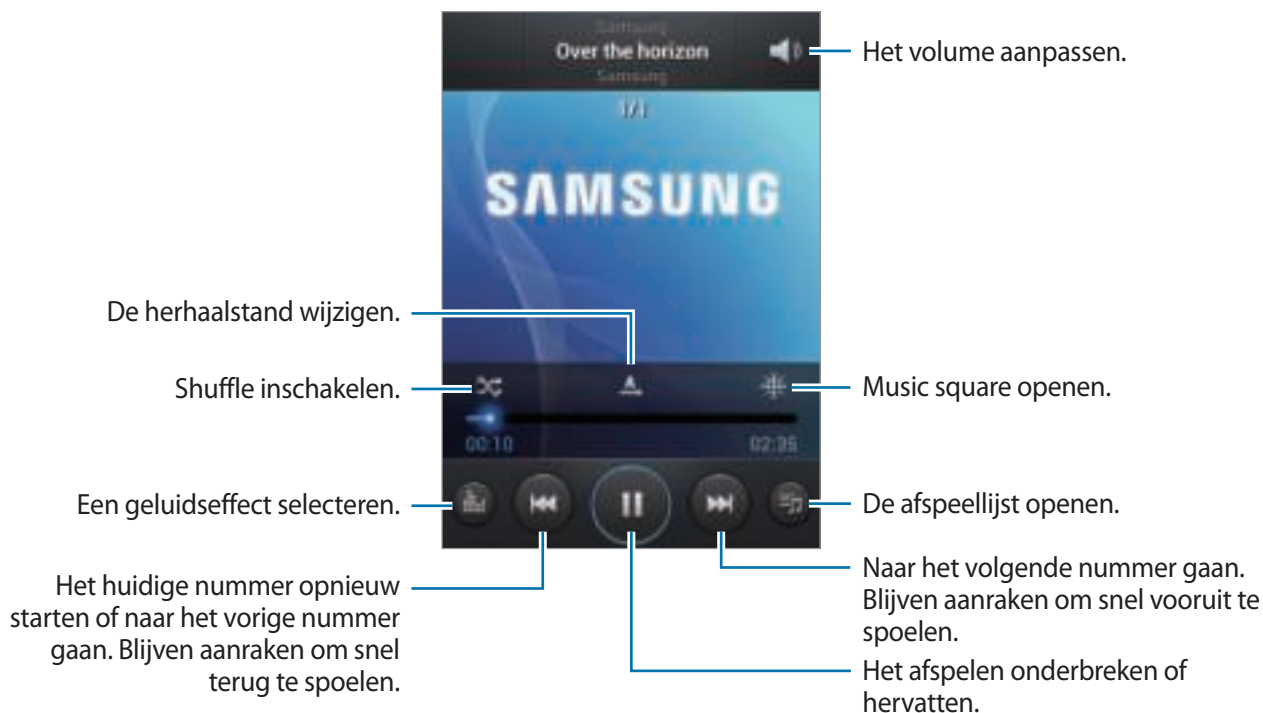 Samsung
Over the horizon
Samsung
Het volume aanpassen.
1/1
SAMSUNG
De herhaalstand wijzigen.
Shuffle inschakelen.
Music square openen.
00:10
02:36
Een geluidseffect selecteren.
De afspeellijst openen.
Het huidige nummer opnieuw
starten of naar het vorige nummer
gaan. Blijven aanraken om snel
terug te spoelen.
Naar het volgende nummer gaan.
Blijven aanraken om snel vooruit te
spoelen.
Het afspelen onderbreken of
hervatten.